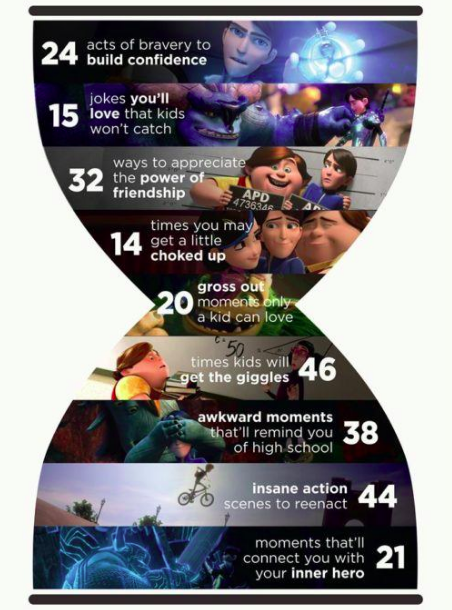 24 acts of bravery to
build confidence
15 jokes you'll
love that kids
won't catch
32 ways to appreciate
the power of
friendship
APD
4736346
14 times you may
get a little
choked up
20 gross out
moments only
a kid can love
50
times kids will
get the giggles 46
awkward moments
that'll remind you
of high school 38
insane action
scenes to reenact 44
moments that'll
connect you with
your inner hero 21